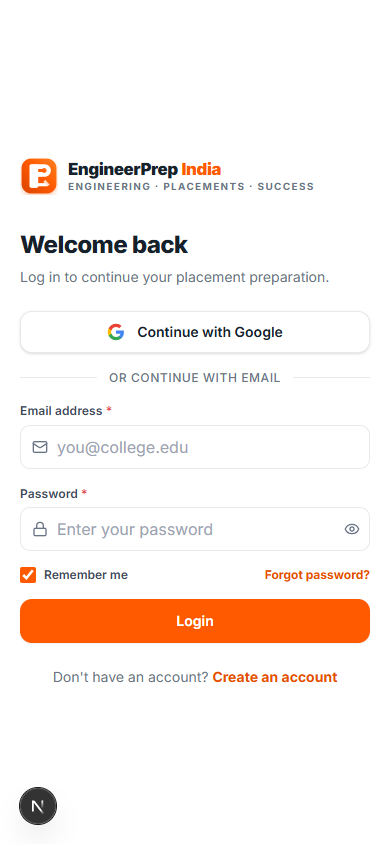 EngineerPrep India
ENGINEERING · PLACEMENTS · SUCCESS
Welcome back
Log in to continue your placement preparation.
Continue with Google
OR CONTINUE WITH EMAIL
Email address *
you@college.edu
Password *
Enter your password
Remember me
Forgot password?
Login
Don't have an account? Create an account
N